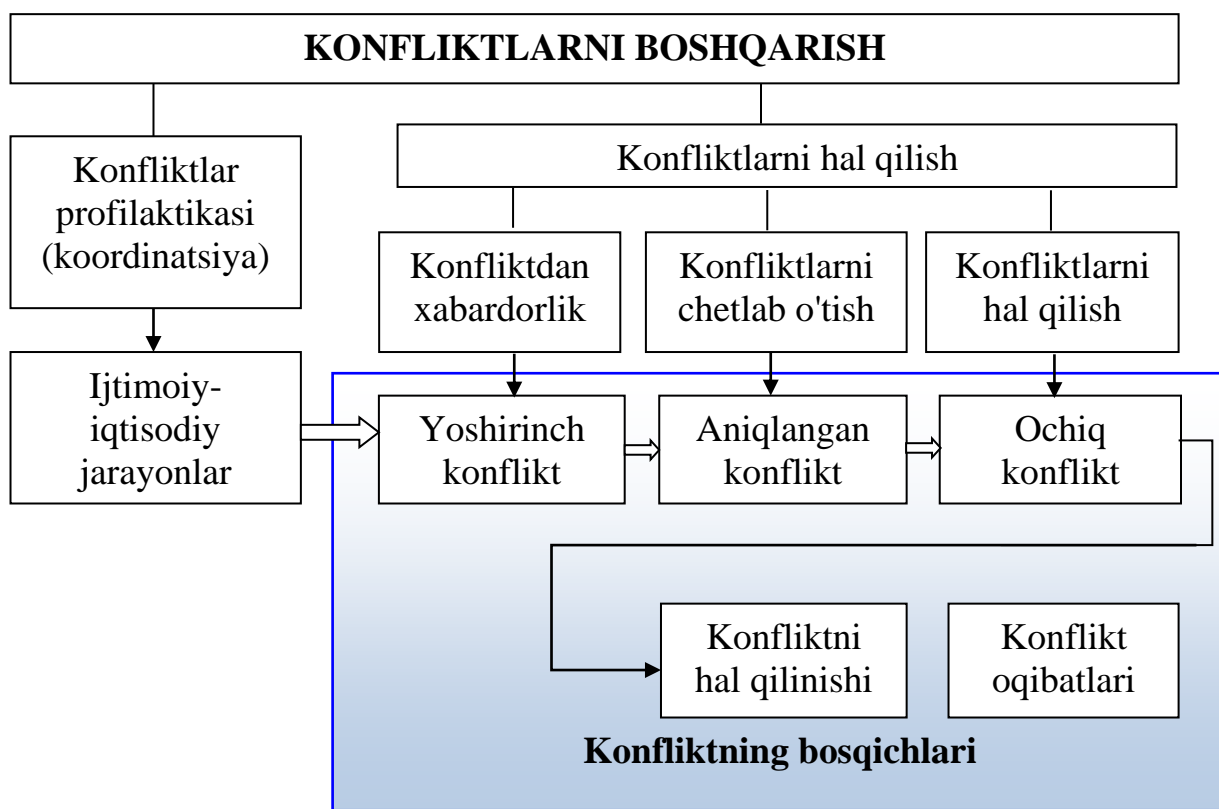 KONFLIKTLARNI BOSHQARISH
Konfliktlar
profilaktikasi
(koordinatsiya)
Konfliktlarni hal qilish
Konfliktdan
xabardorlik
Konfliktlarni
chetlab o'tish
Konfliktlarni
hal qilish
Ijtimoiy-
iqtisodiy
jarayonlar
Yoshirinch
konflikt
Aniqlangan
konflikt
Ochiq
konflikt
Konfliktni
hal qilinishi
Konflikt
oqibatlari
Konfliktning bosqichlari